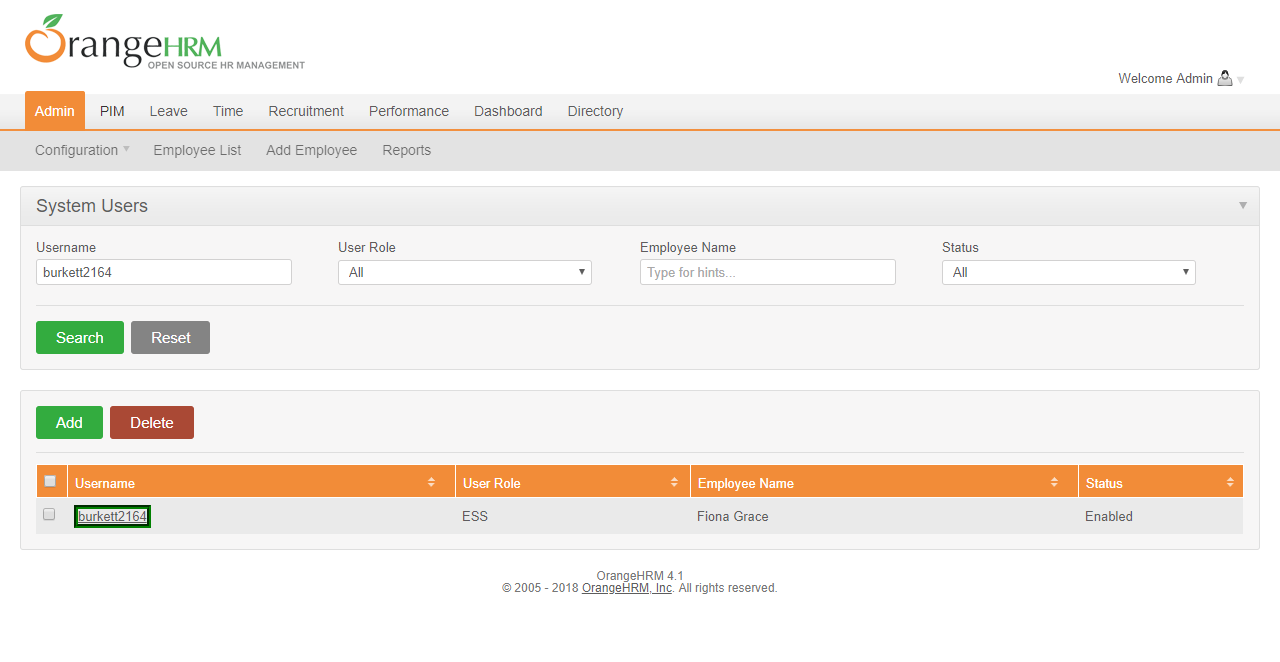 OrangeHRM
OPEN SOURCE HR MANAGEMENT
Welcome Admin
Admin PIM Leave Time Recruitment Performance Dashboard Directory
Configuration Employee List Add Employee Reports
System Users
Username User Role Employee Name Status
burkett2164 All Type for hints... All
Search Reset
Add Delete
Username User Role Employee Name Status
burkett2164 ESS Fiona Grace Enabled
OrangeHRM 4.1
© 2005 - 2018 OrangeHRM, Inc. All rights reserved.